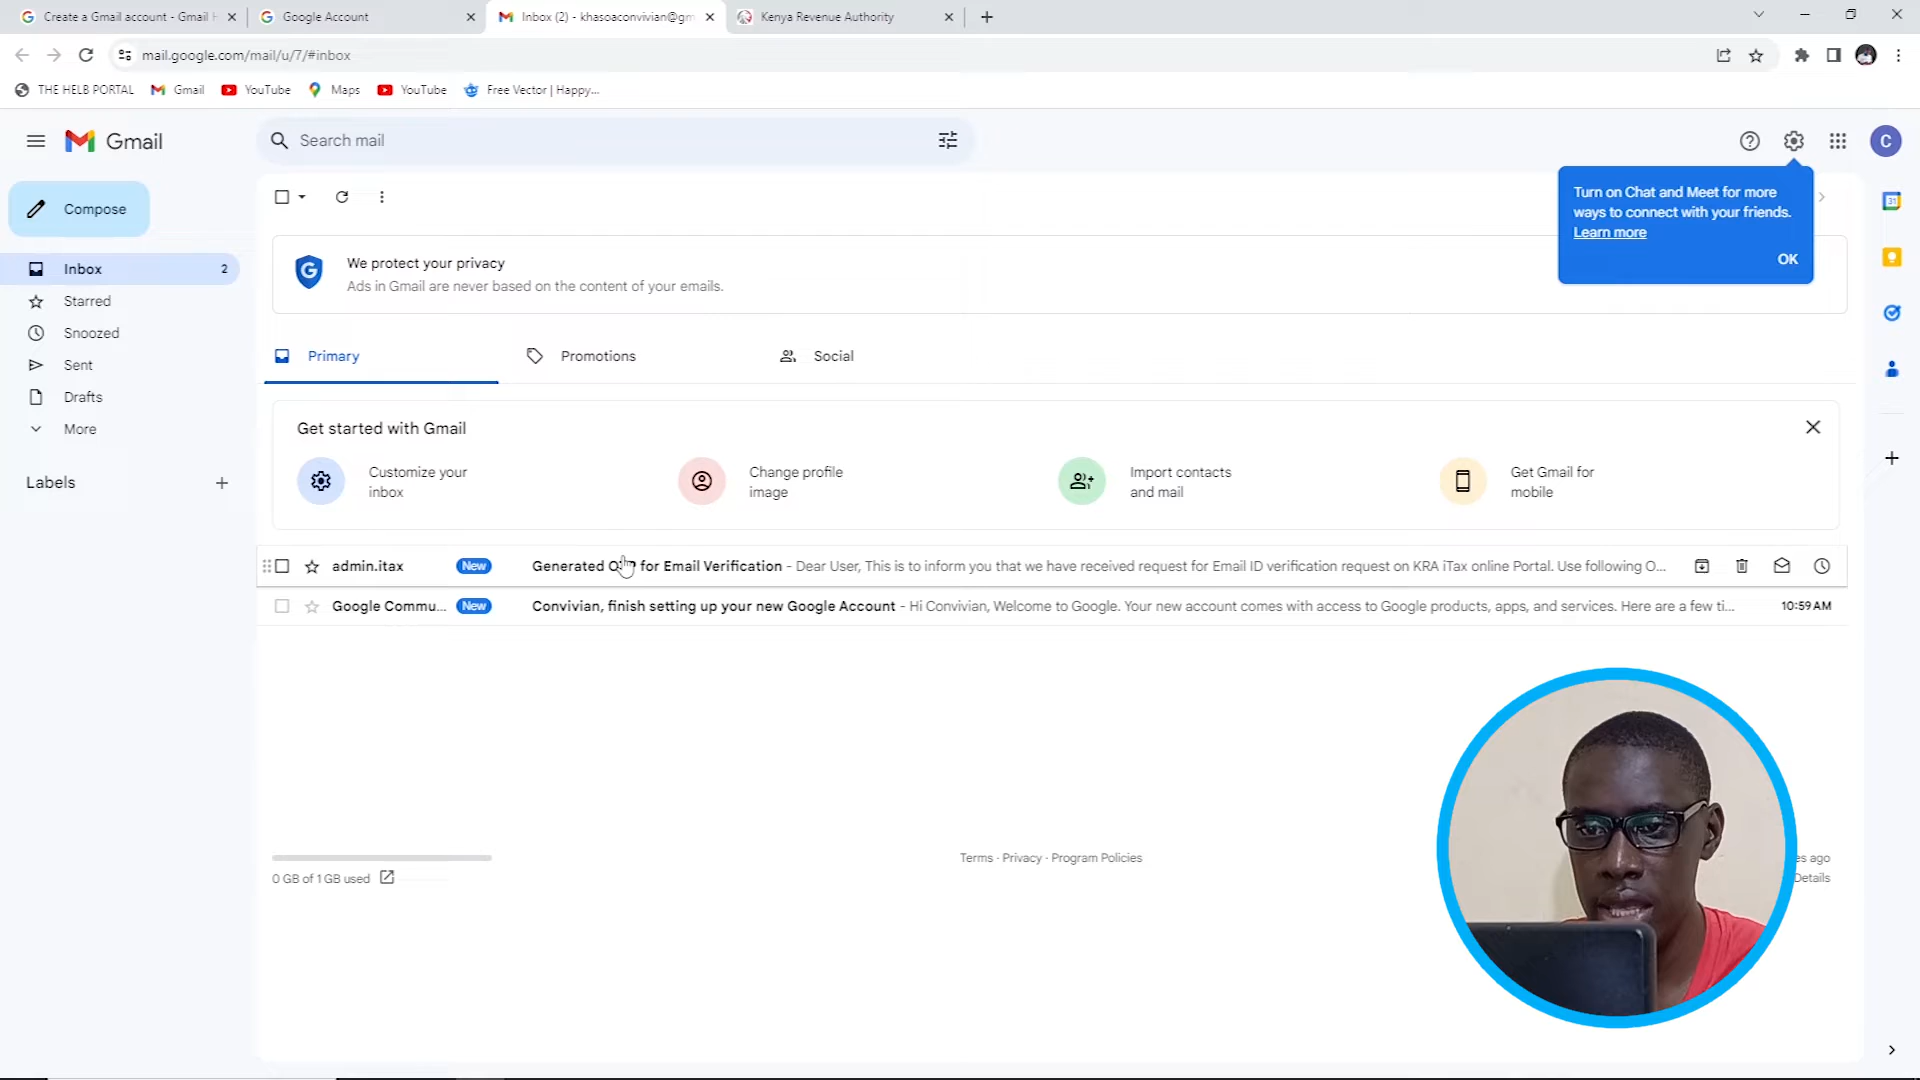 Create a Gmail account - Gmail H
Google Account
Inbox (2) - khasoaconvivian@gm
Kenya Revenue Authority
mail.google.com/mail/u/7/#inbox
THE HELB PORTAL
Gmail
YouTube
Maps
YouTube
Free Vector | Happy...
Gmail
Search mail
C
Compose
Inbox 2
Starred
Snoozed
Sent
Drafts
More
Labels
Turn on Chat and Meet for more
ways to connect with your friends.
Learn more
OK
We protect your privacy
Ads in Gmail are never based on the content of your emails.
Primary
Promotions
Social
Get started with Gmail
Customize your
inbox
Change profile
image
Import contacts
and mail
Get Gmail for
mobile
admin.itax New Generated for Email Verification - Dear User, This is to inform you that we have received request for Email ID verification request on KRA iTax online Portal. Use following O...
Google Commu... New Convivian, finish setting up your new Google Account - Hi Convivian, Welcome to Google. Your new account comes with access to Google products, apps, and services. Here are a few ti... 10:59 AM
0 GB of 1 GB used
Terms · Privacy · Program Policies
ago
Details
31